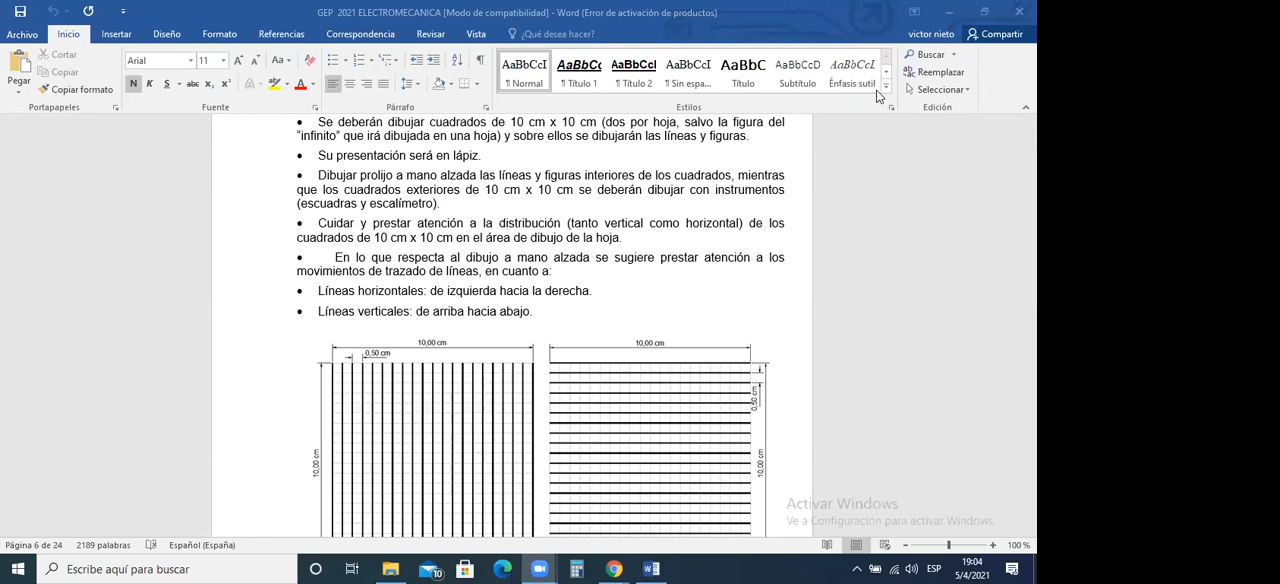 GEP 2021 ELECTROMECANICA [Modo de compatibilidad] - Word (Error de activación de productos)
Archivo Inicio Insertar Diseño Formato Referencias Correspondencia Revisar Vista ¿Qué desea hacer? victor nieto Compartir
Pegar Cortar
Copiar
Copiar formato
Arial 11 Aa
N K S abc x₂ x² A ab A
AaBbCcI AaBbCc AaBbCcI AaBbCcI AaBbC AaBbCcD AaBbCcL
¶ Normal ¶ Título 1 ¶ Título 2 ¶ Sin espa... Título Subtítulo Énfasis sutil
Buscar
Reemplazar
Seleccionar
Portapapeles Fuente Párrafo Estilos Edición
• Se deberán dibujar cuadrados de 10 cm x 10 cm (dos por hoja, salvo la figura del
“infinito” que irá dibujada en una hoja) y sobre ellos se dibujarán las líneas y figuras.
• Su presentación será en lápiz.
• Dibujar prolijo a mano alzada las líneas y figuras interiores de los cuadrados, mientras
que los cuadrados exteriores de 10 cm x 10 cm se deberán dibujar con instrumentos
(escuadras y escalímetro).
• Cuidar y prestar atención a la distribución (tanto vertical como horizontal) de los
cuadrados de 10 cm x 10 cm en el área de dibujo de la hoja.
• En lo que respecta al dibujo a mano alzada se sugiere prestar atención a los
movimientos de trazado de líneas, en cuanto a:
• Líneas horizontales: de izquierda hacia la derecha.
• Líneas verticales: de arriba hacia abajo.
10,00 cm
0,50 cm
10,00 cm
10,00 cm
0,50 cm
10,00 cm
Activar Windows
Ve a Configuración para activar Windows.
Página 6 de 24 2189 palabras Español (España) 100 %
Escribe aquí para buscar 10 ESP 19:04
5/4/2021